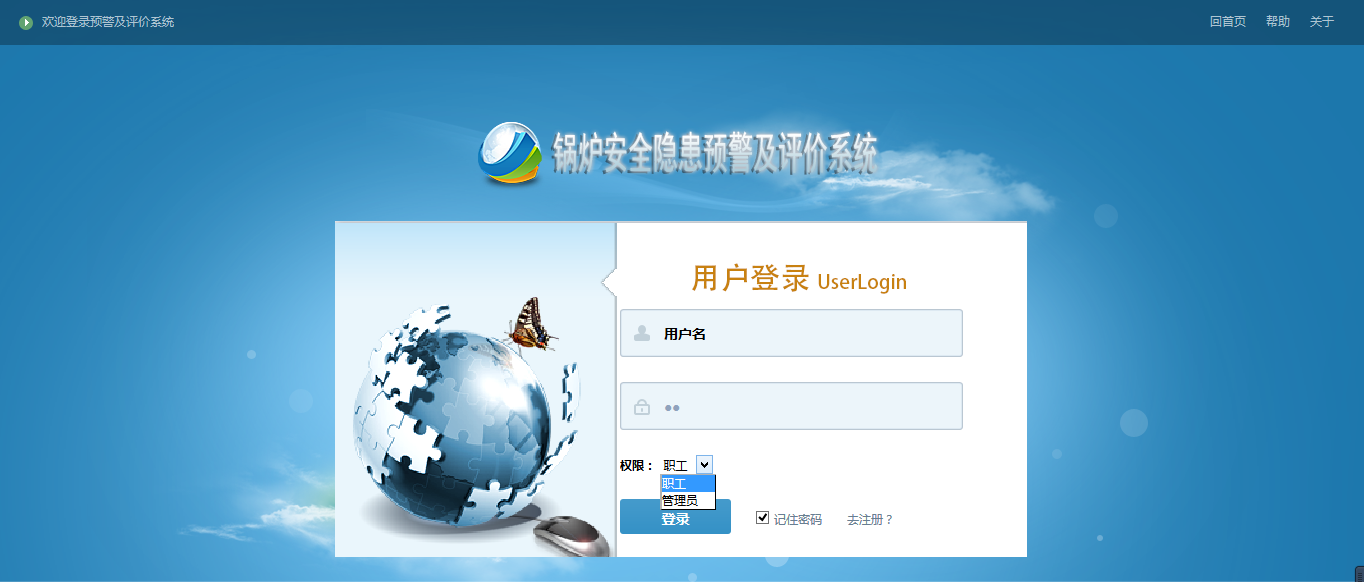 欢迎登录预警及评价系统
回首页 帮助 关于
锅炉安全隐患预警及评价系统
用户登录 UserLogin
用户名
权限： 职工
职工
管理员
登录 记住密码 去注册？